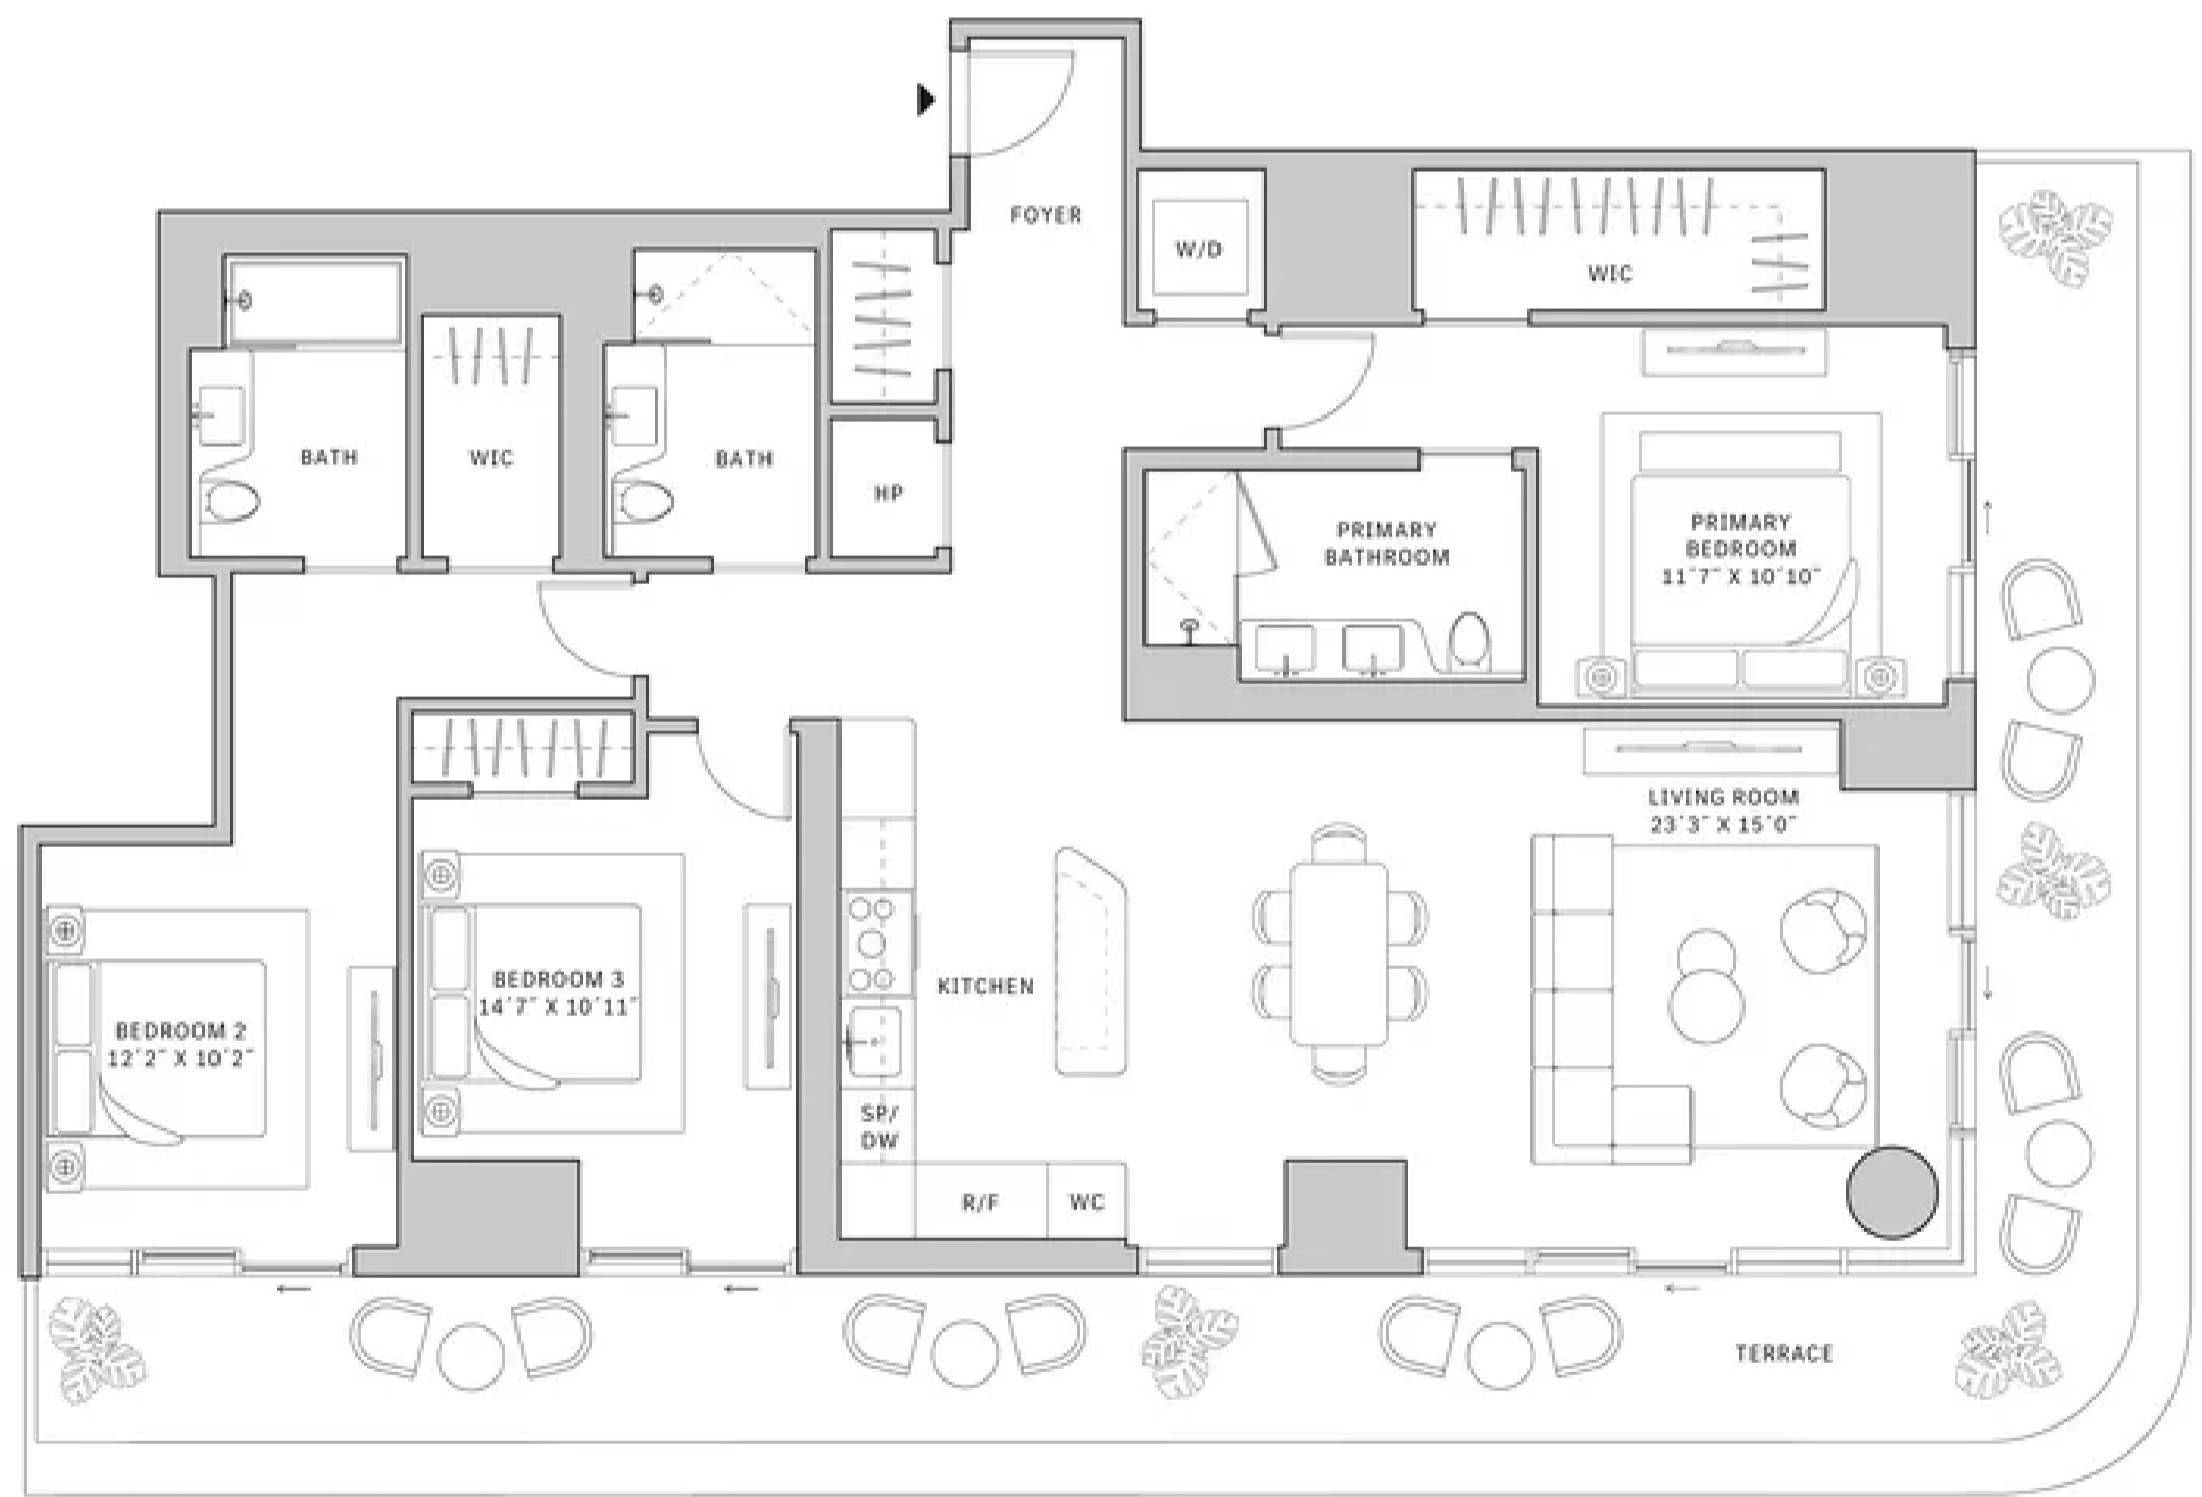 FOYER
W/D
WIC
BATH
WIC
BATH
HP
PRIMARY
BATHROOM
PRIMARY
BEDROOM
11´7˝ X 10´10˝
LIVING ROOM
23´3˝ X 15´0˝
KITCHEN
BEDROOM 3
14´7˝ X 10´11˝
BEDROOM 2
12´2˝ X 10´2˝
SP/
DW
R/F
WC
TERRACE